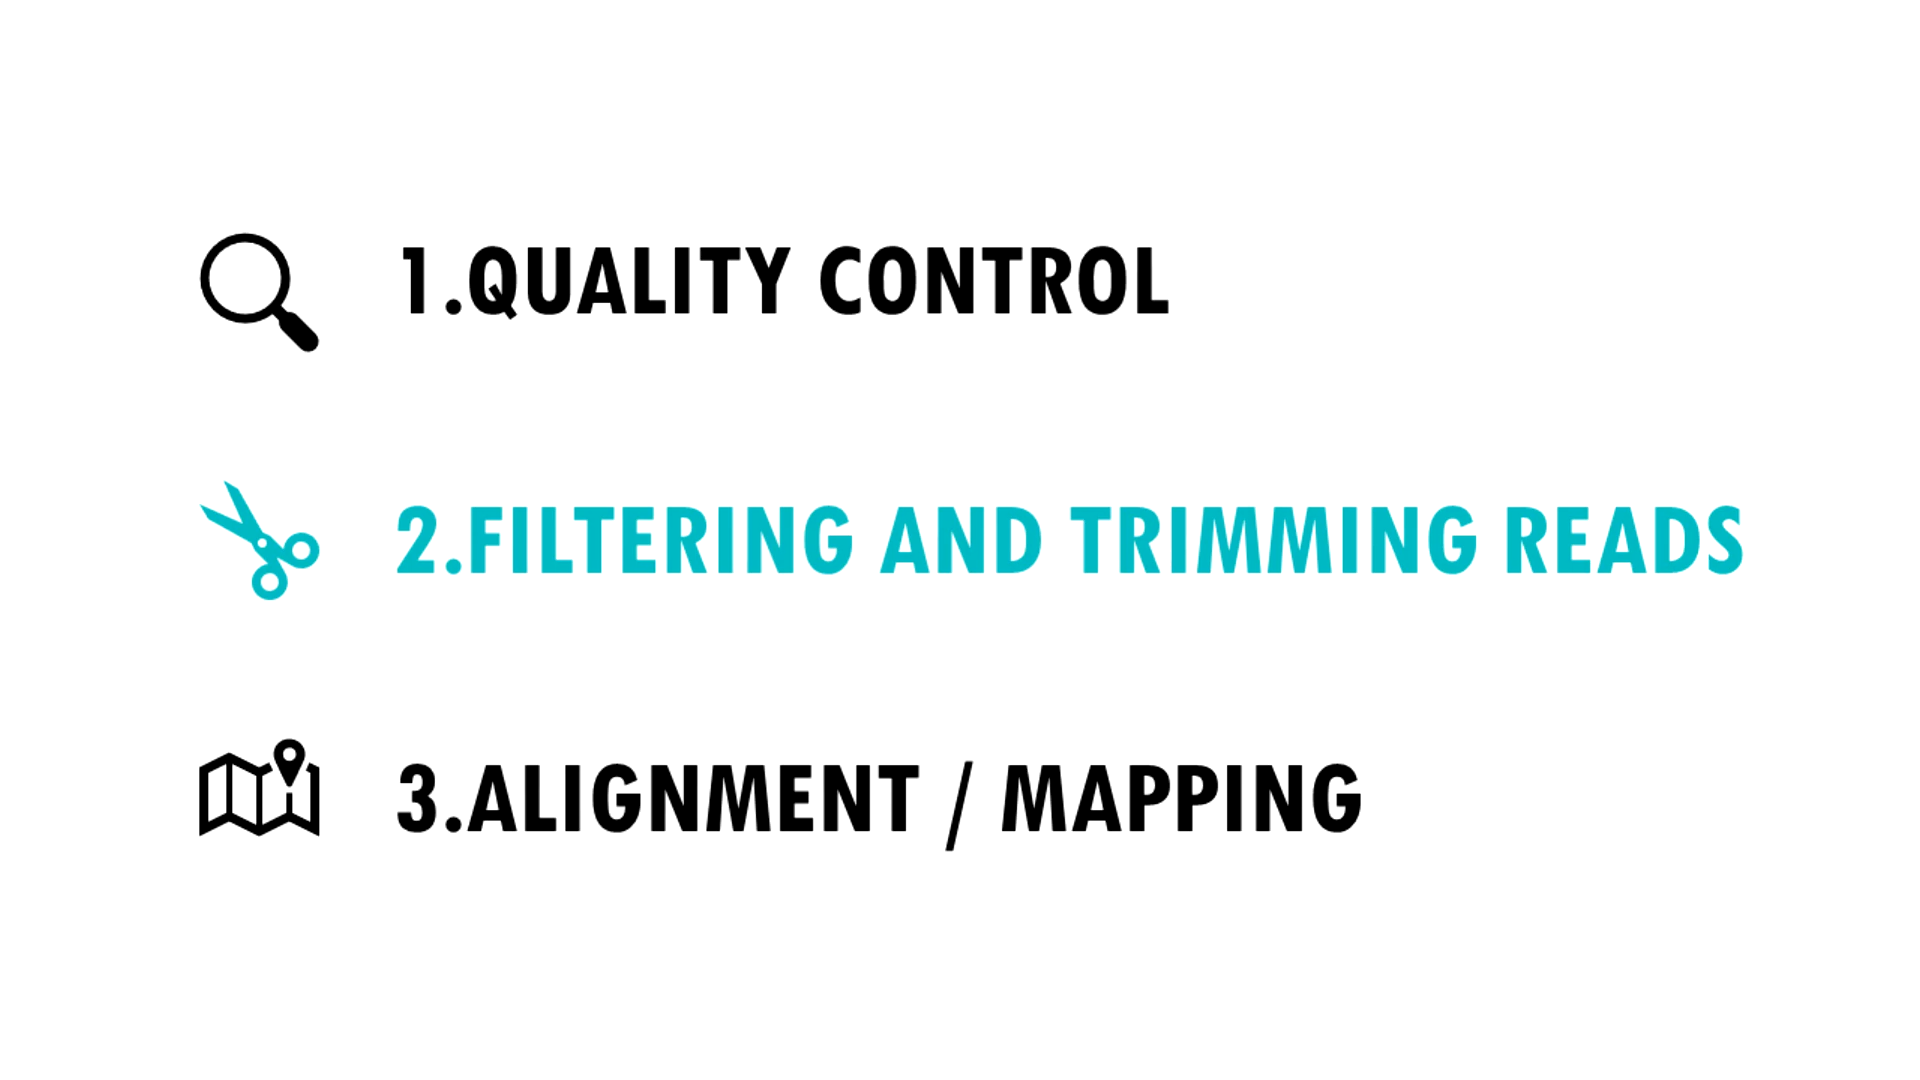 1.QUALITY CONTROL
2.FILTERING AND TRIMMING READS
3.ALIGNMENT / MAPPING